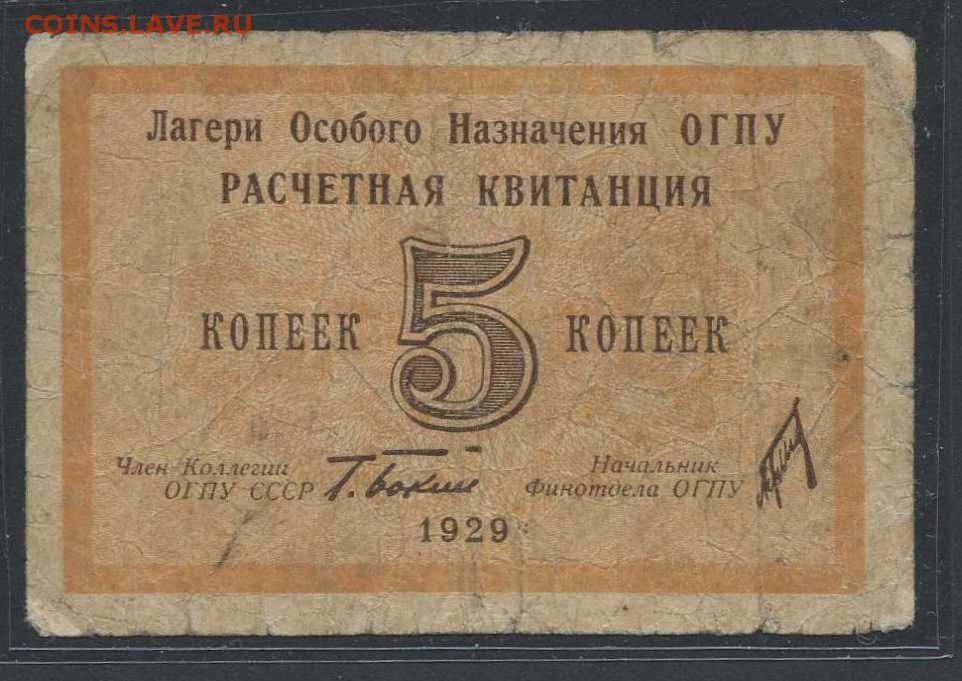 COINS.LAVE.RU
Лагери Особого Назначения ОГПУ
РАСЧЕТНАЯ КВИТАНЦИЯ
КОПЕЕК 5 КОПЕЕК
Член Коллегии
ОГПУ СССР Г. Бокий
Начальник
Финотдела ОГПУ
1929